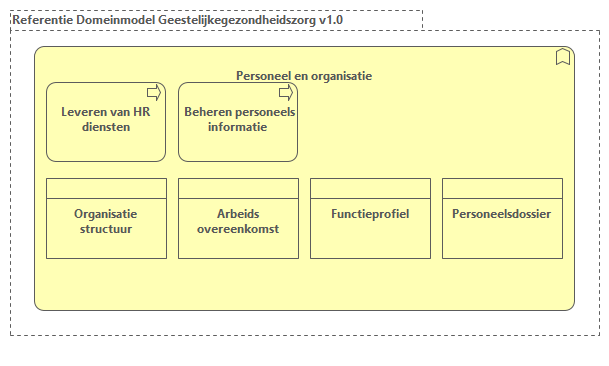 Referentie Domeinmodel Geestelijkegezondheidszorg v1.0
Personeel en organisatie
Leveren van HR
diensten
Beheren personeels
informatie
Organisatie
structuur
Arbeids
overeenkomst
Functieprofiel
Personeelsdossier